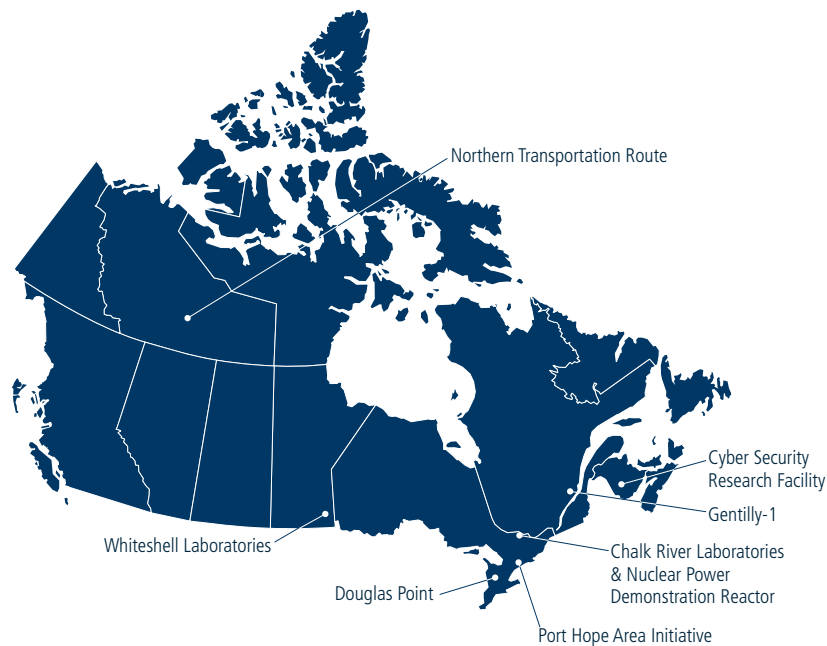 Northern Transportation Route
Cyber Security
Research Facility
Gentilly-1
Whiteshell Laboratories
Chalk River Laboratories
& Nuclear Power
Demonstration Reactor
Douglas Point
Port Hope Area Initiative